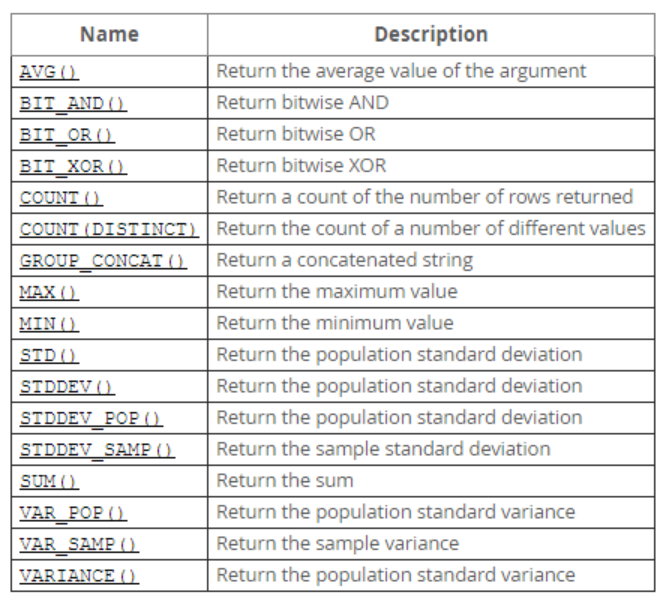 Name Description
AVG() Return the average value of the argument
BIT_AND() Return bitwise AND
BIT_OR() Return bitwise OR
BIT_XOR() Return bitwise XOR
COUNT() Return a count of the number of rows returned
COUNT(DISTINCT) Return the count of a number of different values
GROUP_CONCAT() Return a concatenated string
MAX() Return the maximum value
MIN() Return the minimum value
STD() Return the population standard deviation
STDDEV() Return the population standard deviation
STDDEV_POP() Return the population standard deviation
STDDEV_SAMP() Return the sample standard deviation
SUM() Return the sum
VAR_POP() Return the population standard variance
VAR_SAMP() Return the sample variance
VARIANCE() Return the population standard variance